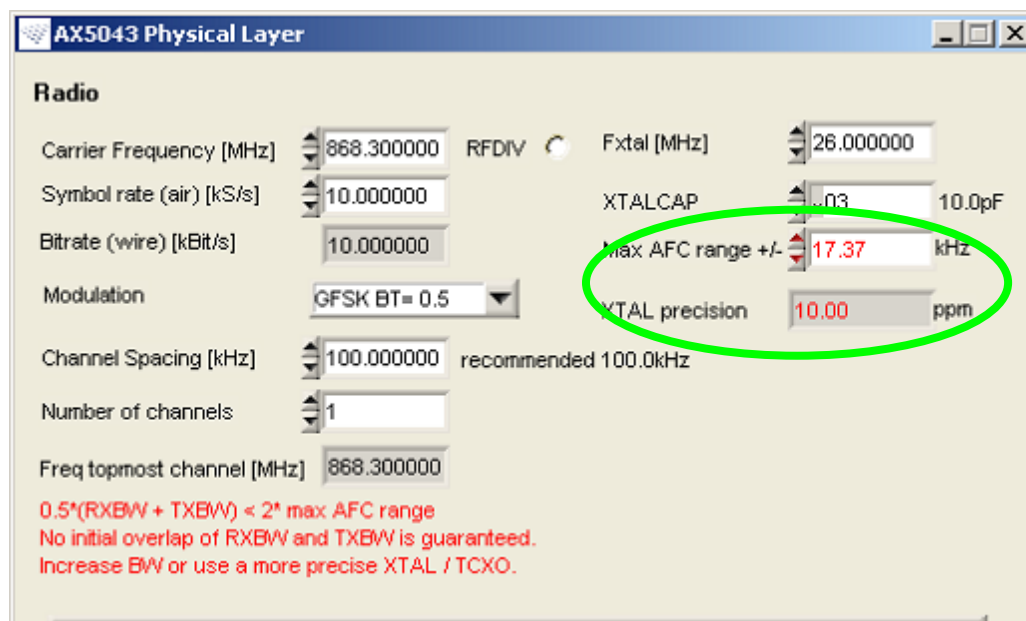 AX5043 Physical Layer
Radio
Carrier Frequency [MHz] 868.300000 RFDIV Fxtal [MHz] 26.000000
Symbol rate (air) [kS/s] 10.000000 XTALCAP 03 10.0pF
Bitrate (wire) [kBit/s] 10.000000 Max AFC range +/- 17.37 kHz
Modulation GFSK BT= 0.5 XTAL precision 10.00 ppm
Channel Spacing [kHz] 100.000000 recommended 100.0kHz
Number of channels 1
Freq topmost channel [MHz] 868.300000
0.5*(RXBW + TXBW) < 2* max AFC range
No initial overlap of RXBW and TXBW is guaranteed.
Increase BW or use a more precise XTAL / TCXO.